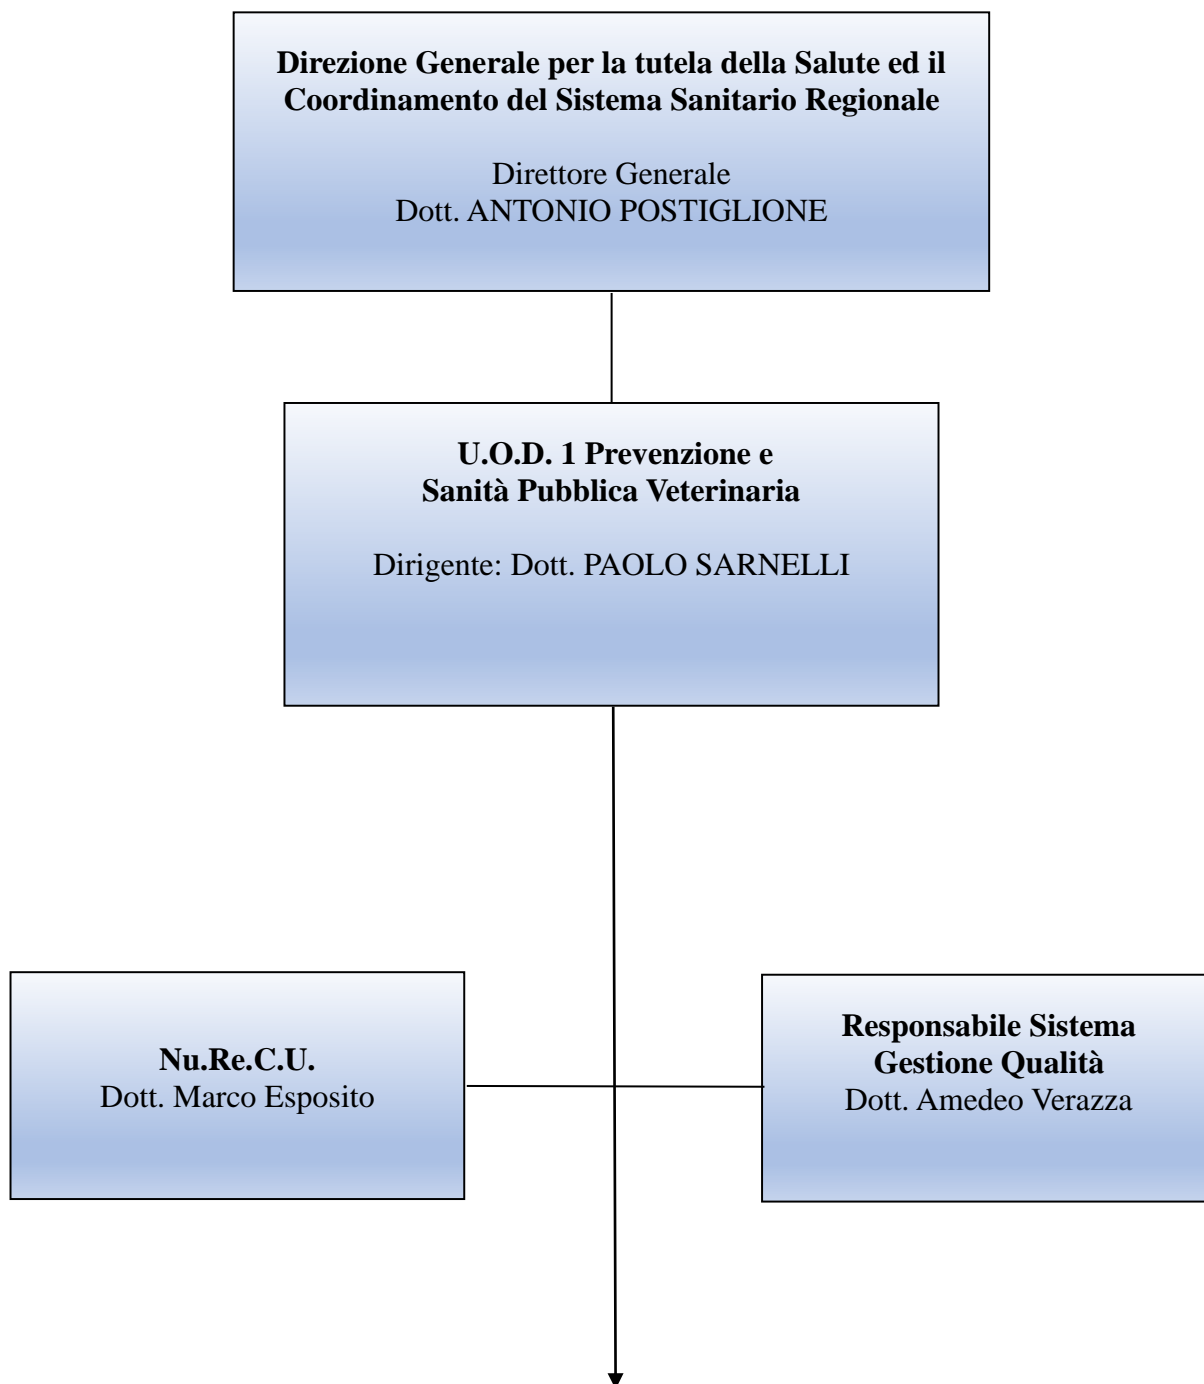 Direzione Generale per la tutela della Salute ed il
Coordinamento del Sistema Sanitario Regionale
Direttore Generale
Dott. ANTONIO POSTIGLIONE
U.O.D. 1 Prevenzione e
Sanità Pubblica Veterinaria
Dirigente: Dott. PAOLO SARNELLI
Nu.Re.C.U.
Dott. Marco Esposito
Responsabile Sistema
Gestione Qualità
Dott. Amedeo Verazza